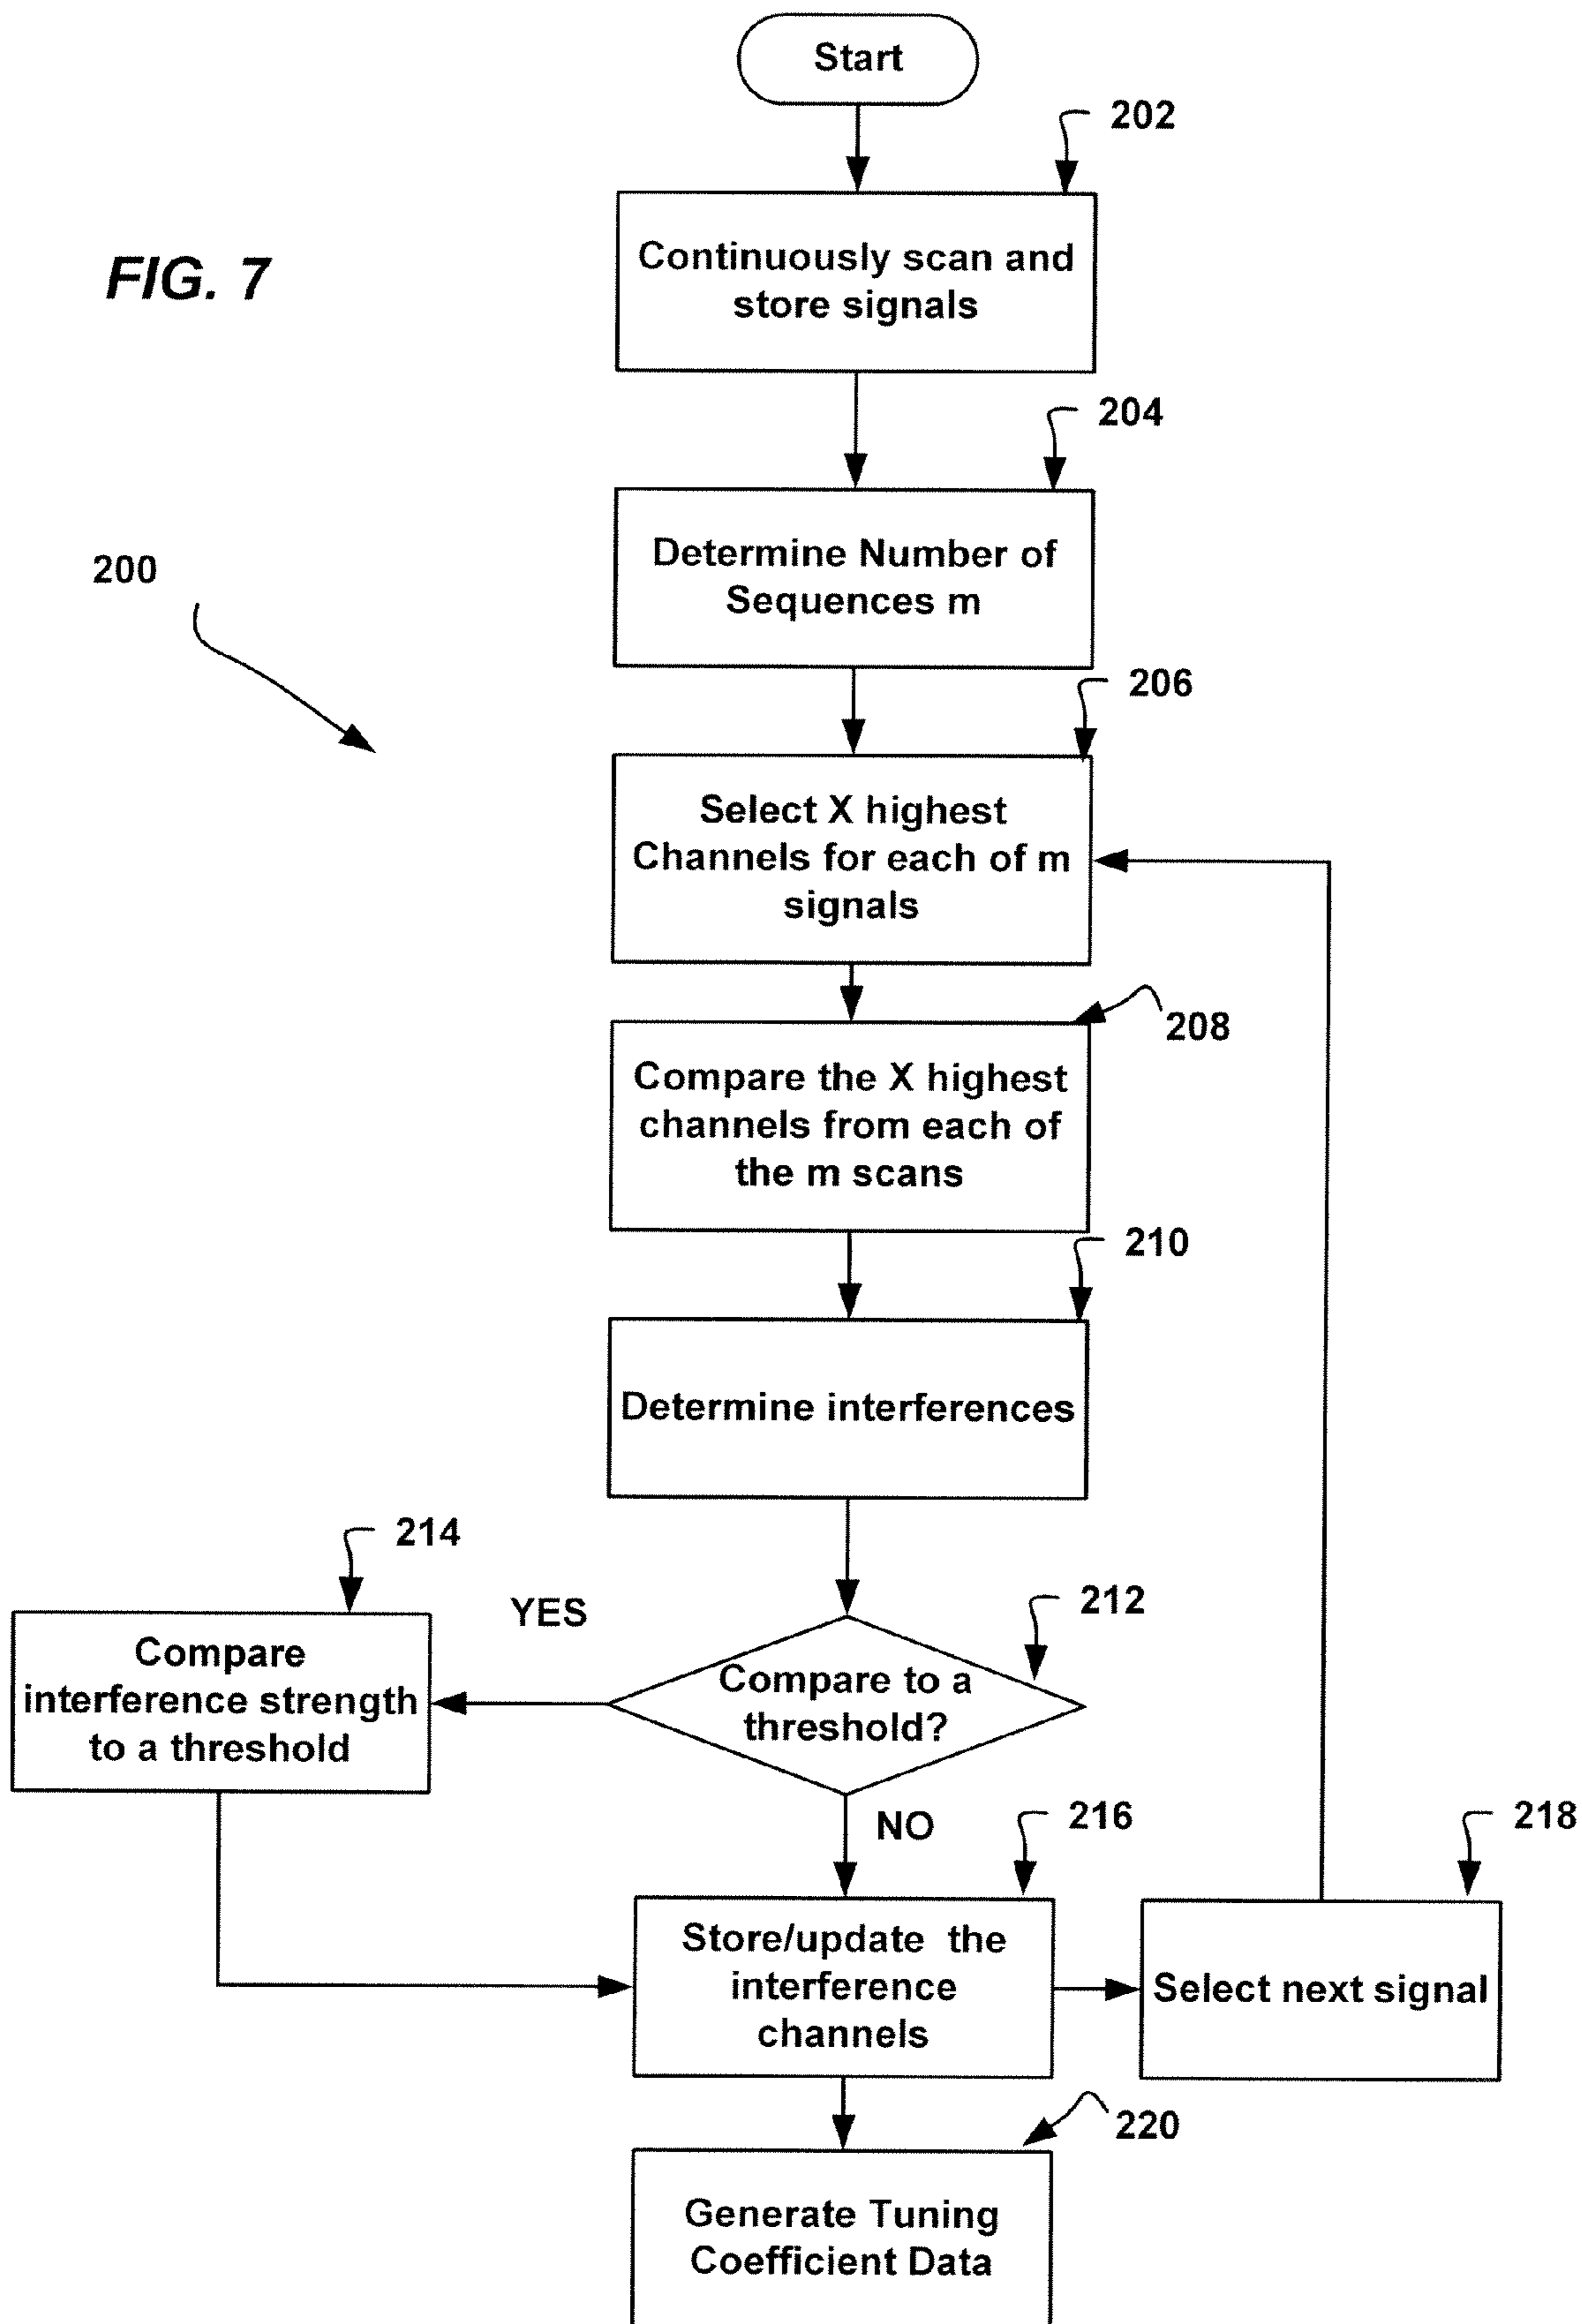 Start
202
Continuously scan and
store signals
FIG. 7
204
Determine Number of
Sequences m
200
206
Select X highest
Channels for each of m
signals
208
Compare the X highest
channels from each of
the m scans
210
Determine interferences
214
YES
212
Compare
interference strength
to a threshold
Compare to a
threshold?
NO
216
218
Store/update the
interference
channels
Select next signal
220
Generate Tuning
Coefficient Data